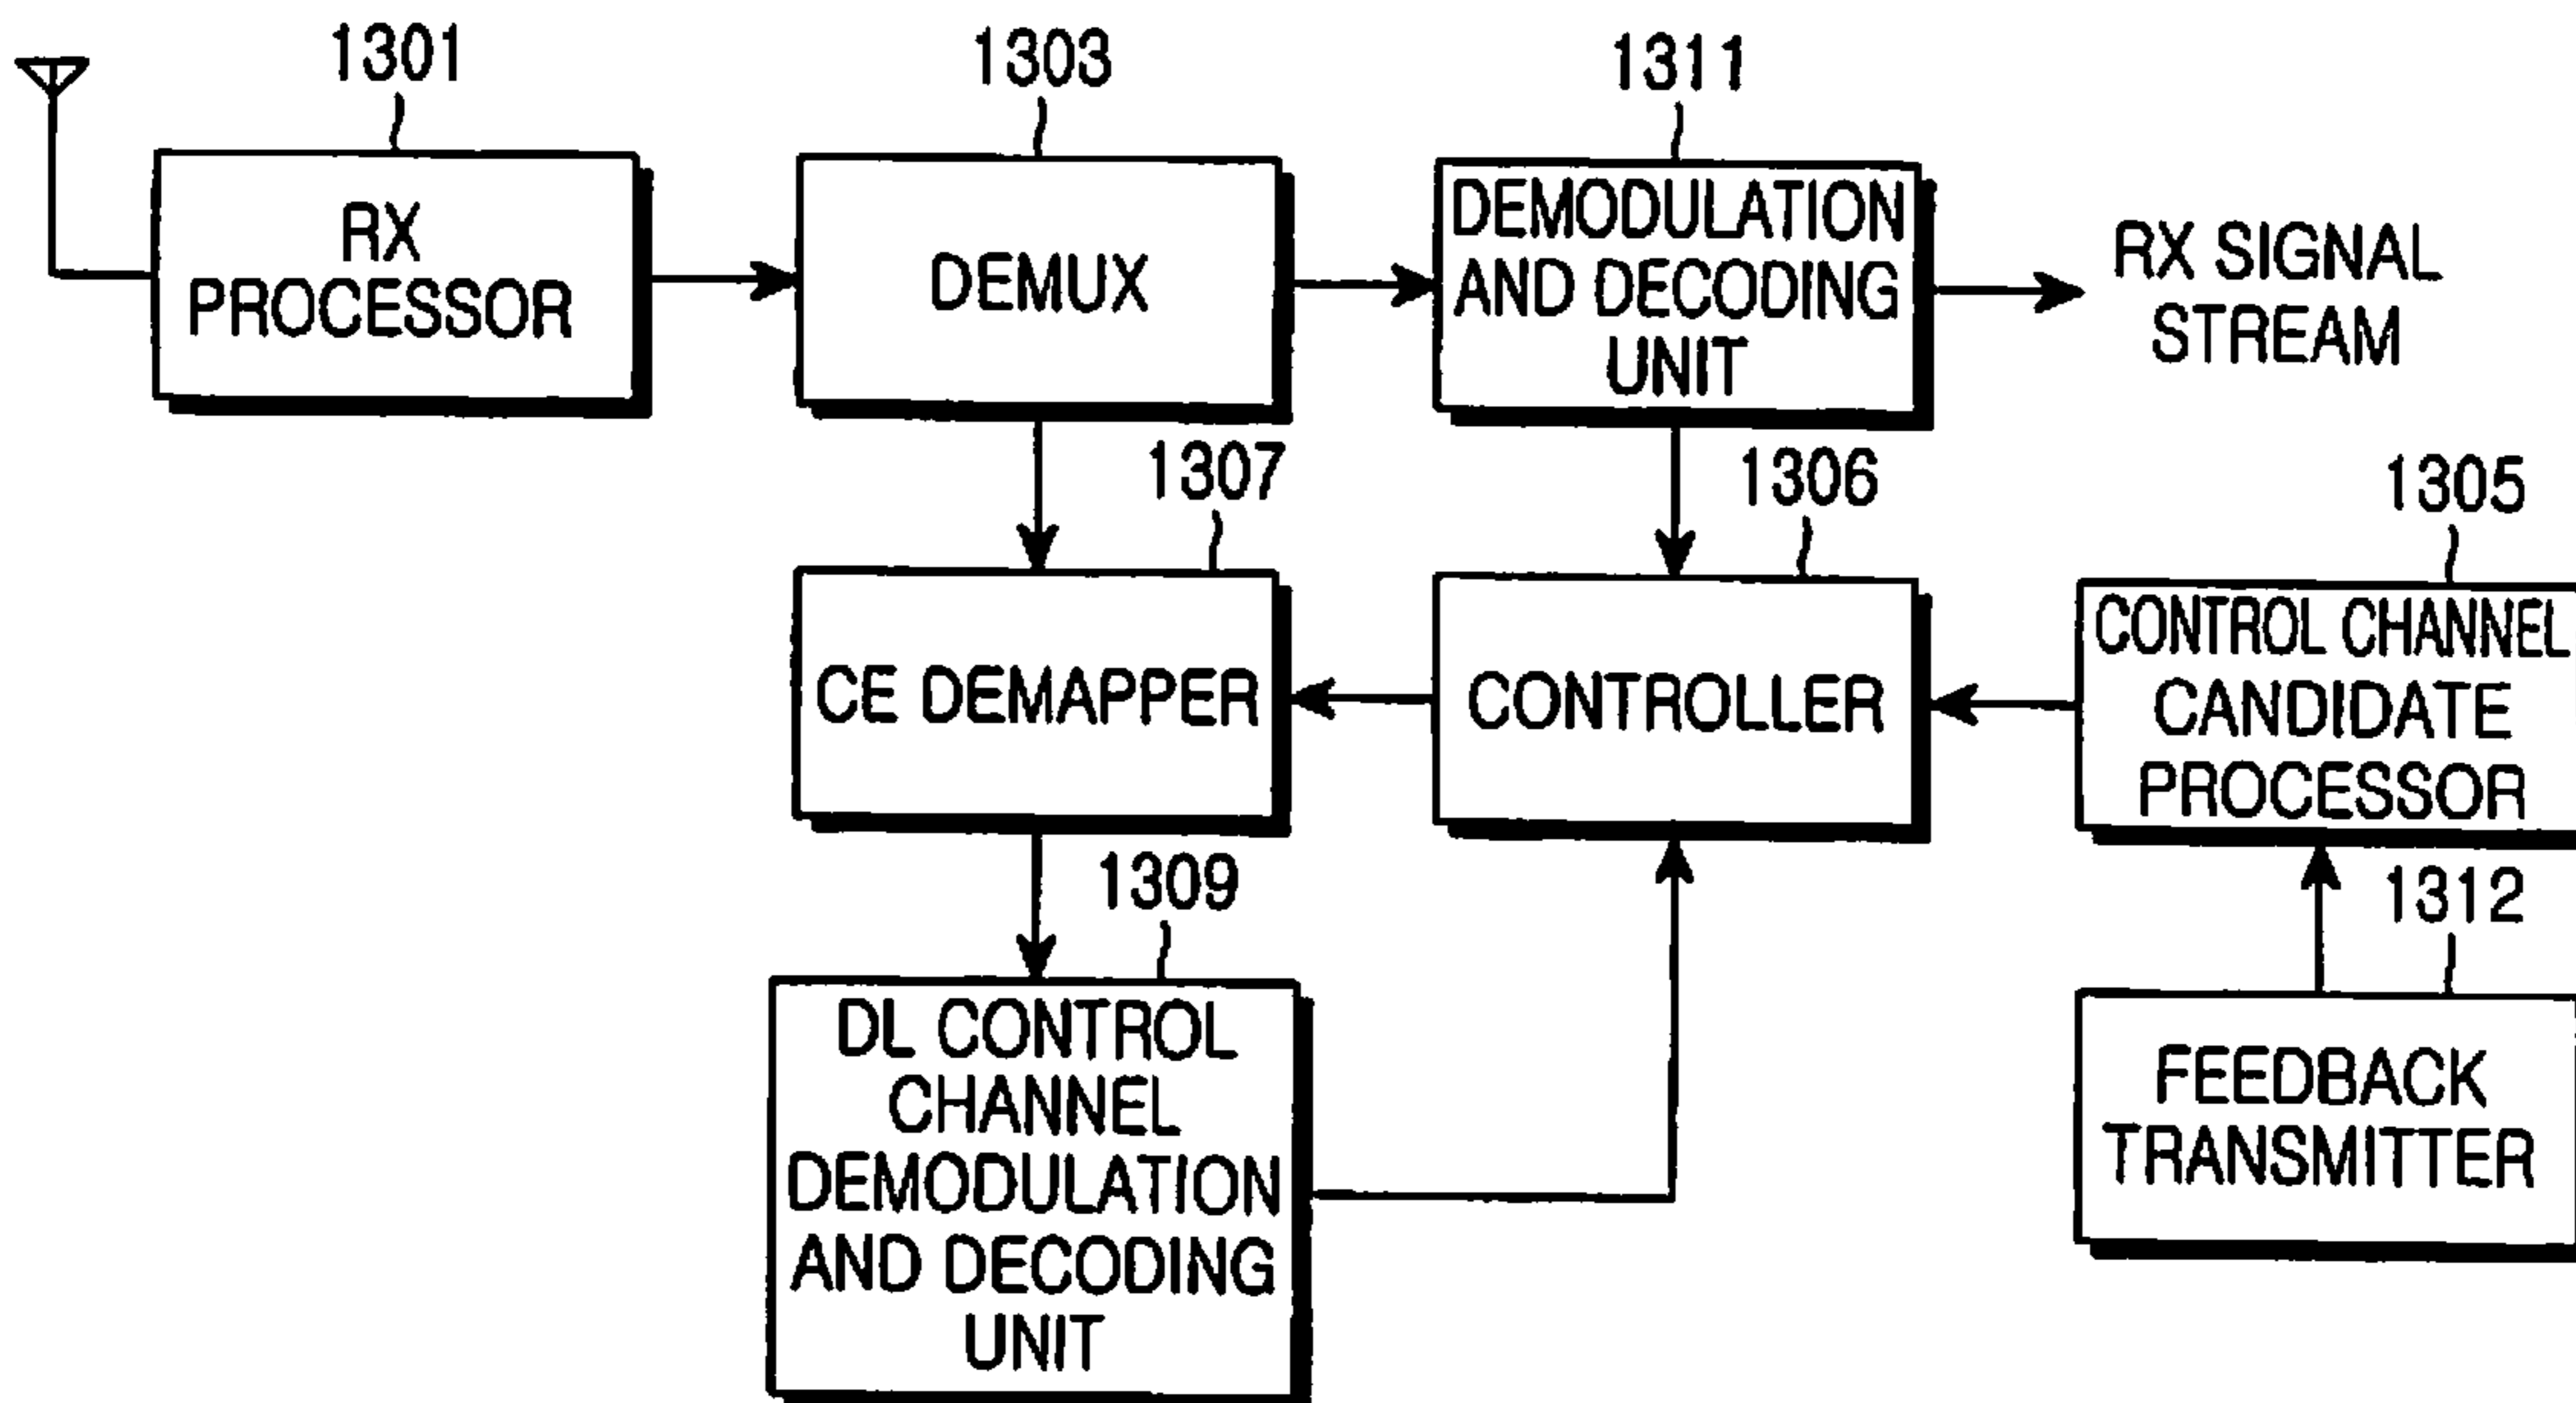 1301
1303
1311
RX
PROCESSOR
DEMUX
DEMODULATION
AND DECODING
UNIT
RX SIGNAL
STREAM
1307
1306
1305
CE DEMAPPER
CONTROLLER
CONTROL CHANNEL
CANDIDATE
PROCESSOR
1309
1312
DL CONTROL
CHANNEL
DEMODULATION
AND DECODING
UNIT
FEEDBACK
TRANSMITTER